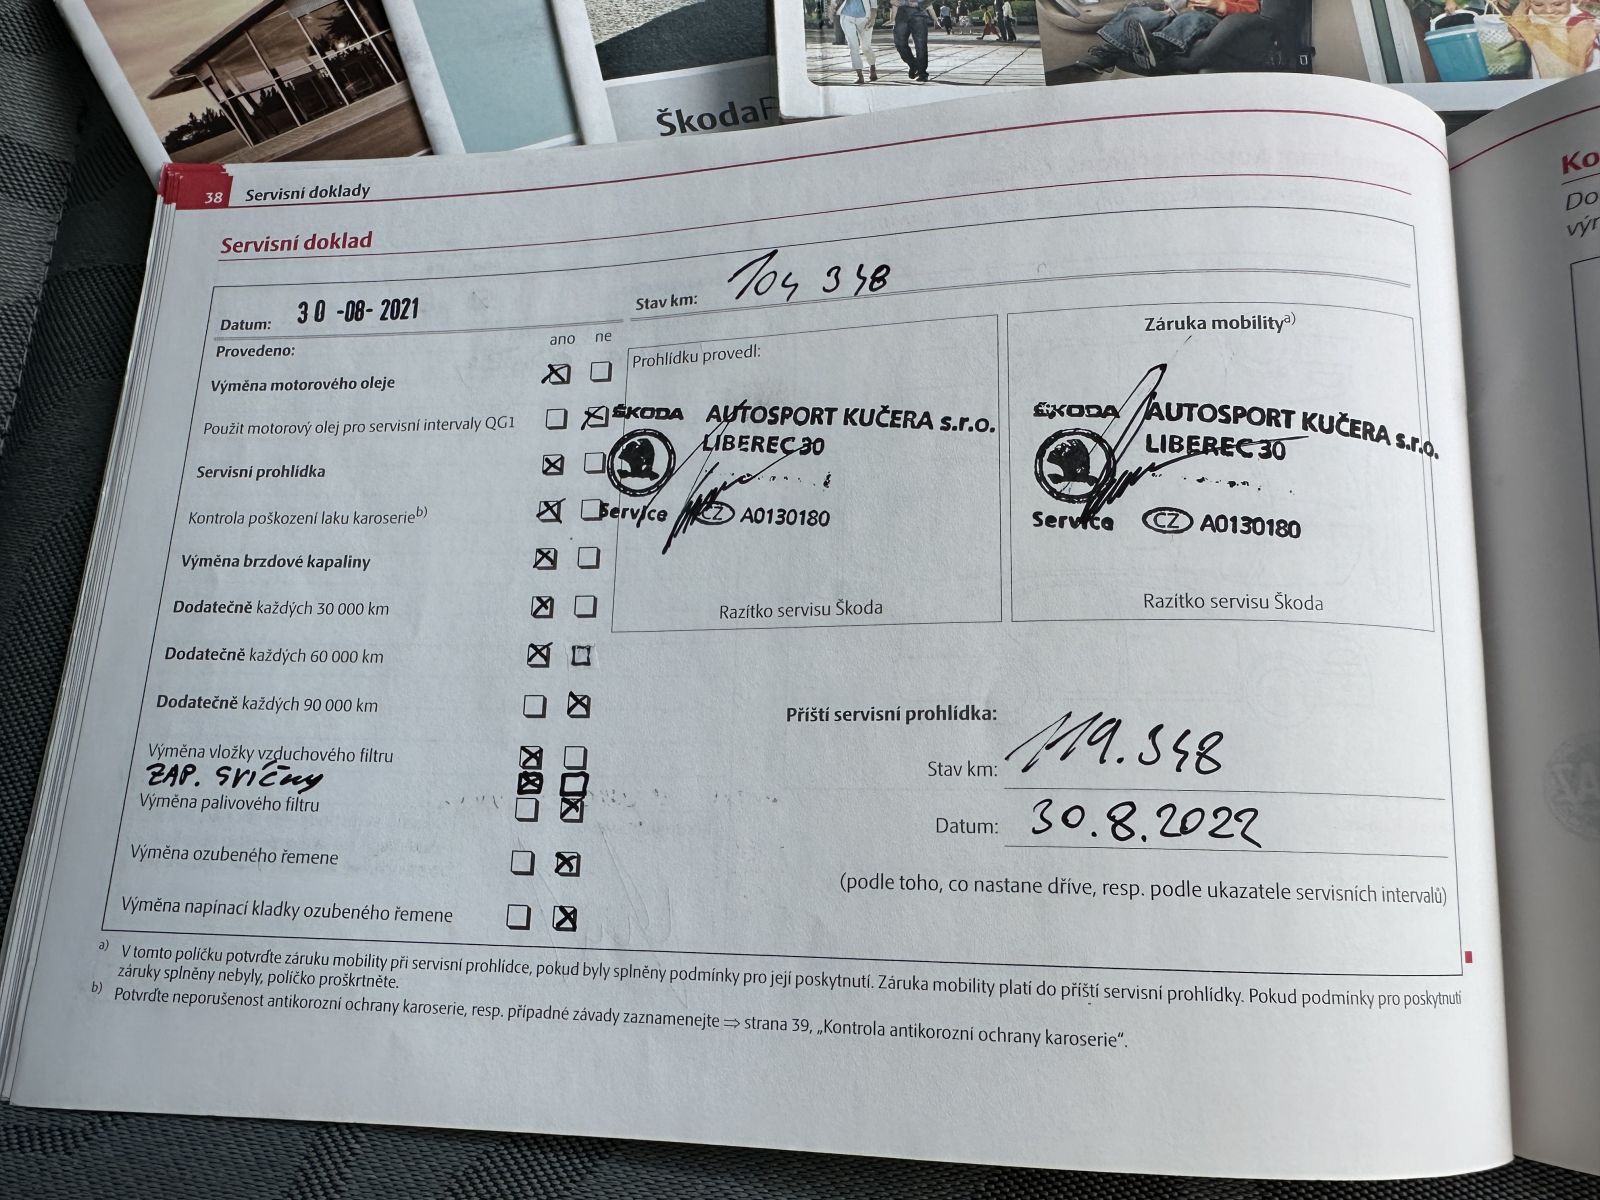 ŠkodaF
38 Servisní doklady
Servisní doklad
Datum: 30 -08- 2021
Stav km: 104 348
Provedeno: ano ne
Výměna motorového oleje
Použit motorový olej pro servisní intervaly QG1
Servisní prohlídka
Kontrola poškození laku karoserie b)
Výměna brzdové kapaliny
Dodatečně každých 30 000 km
Dodatečně každých 60 000 km
Dodatečně každých 90 000 km
Výměna vložky vzduchového filtru
ZAP. SVÍČKY
Výměna palivového filtru
Výměna ozubeného řemene
Výměna napínací kladky ozubeného řemene
Prohlídku provedl:
ŠKODA AUTOSPORT KUČERA s.r.o.
LIBEREC 30
Service CZ A0130180
Razítko servisu Škoda
Záruka mobility a)
ŠKODA AUTOSPORT KUČERA s.r.o.
LIBEREC 30
Service CZ A0130180
Razítko servisu Škoda
Příští servisní prohlídka:
Stav km: 119.348
Datum: 30.8.2022
(podle toho, co nastane dříve, resp. podle ukazatele servisních intervalů)
a) V tomto políčku potvrďte záruku mobility při servisní prohlídce, pokud byly splněny podmínky pro její poskytnutí. Záruka mobility platí do příští servisní prohlídky. Pokud podmínky pro poskytnutí
záruky splněny nebyly, políčko proškrtněte.
b) Potvrďte neporušenost antikorozní ochrany karoserie, resp. případné závady zaznamenejte ⇒ strana 39, „Kontrola antikorozní ochrany karoserie“.
Ko
Do
výr